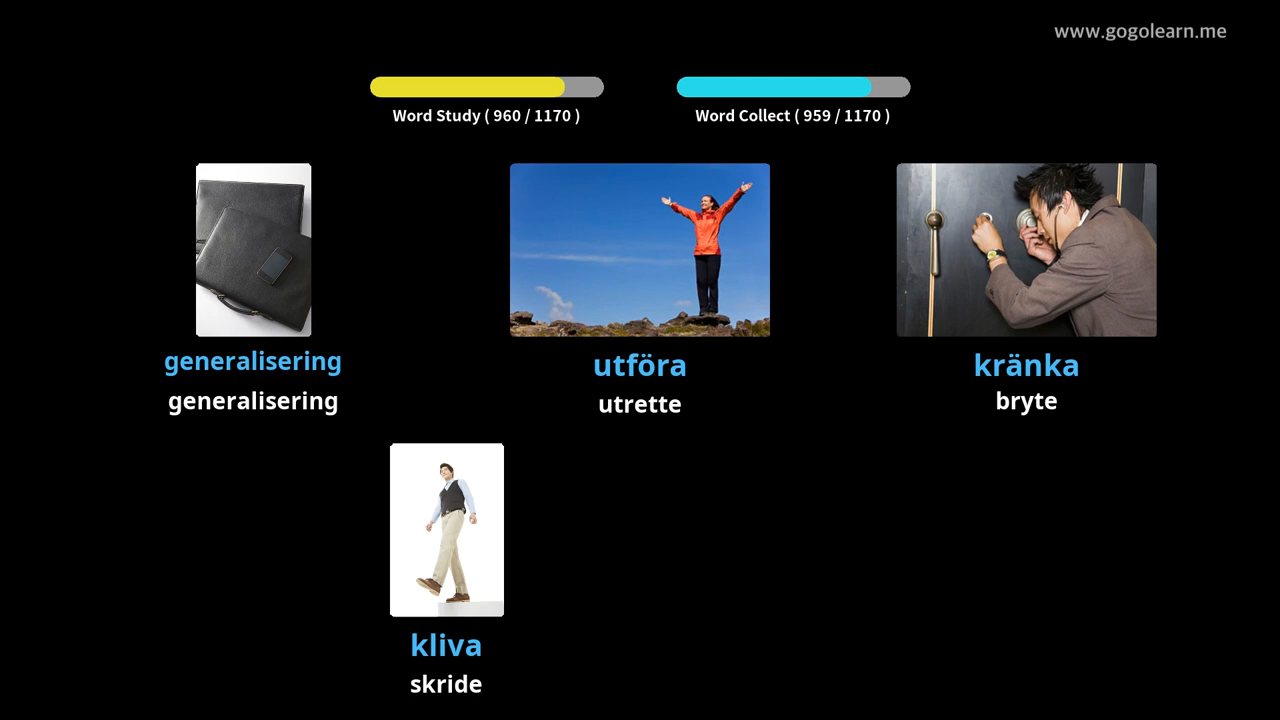 www.gogolearn.me
Word Study ( 960 / 1170 )
Word Collect ( 959 / 1170 )
generalisering
generalisering
utföra
utrette
kränka
bryte
kliva
skride